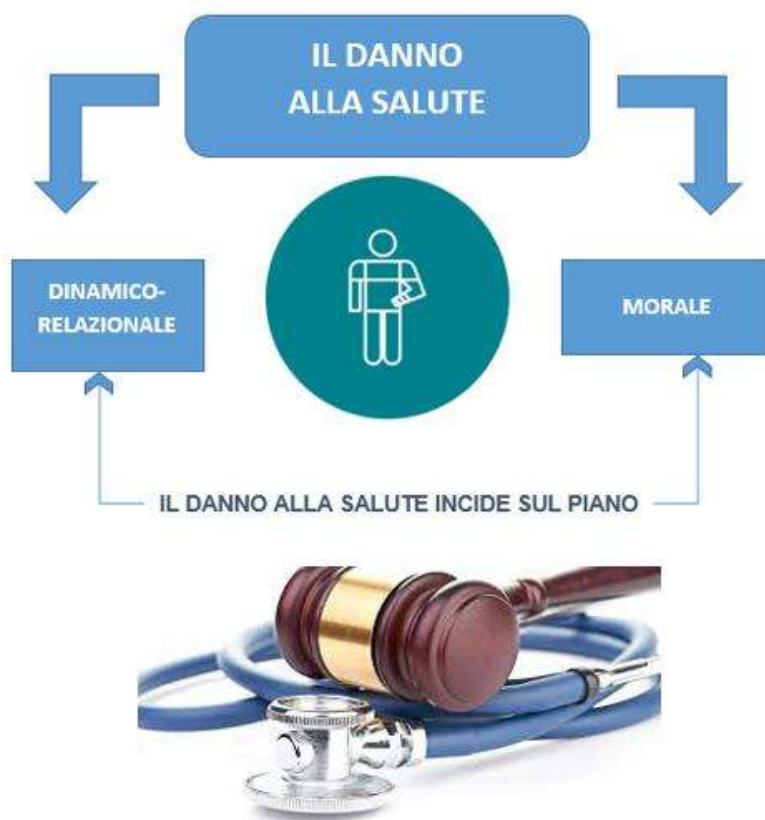 IL DANNO
ALLA SALUTE
DINAMICO-
RELAZIONALE
MORALE
IL DANNO ALLA SALUTE INCIDE SUL PIANO